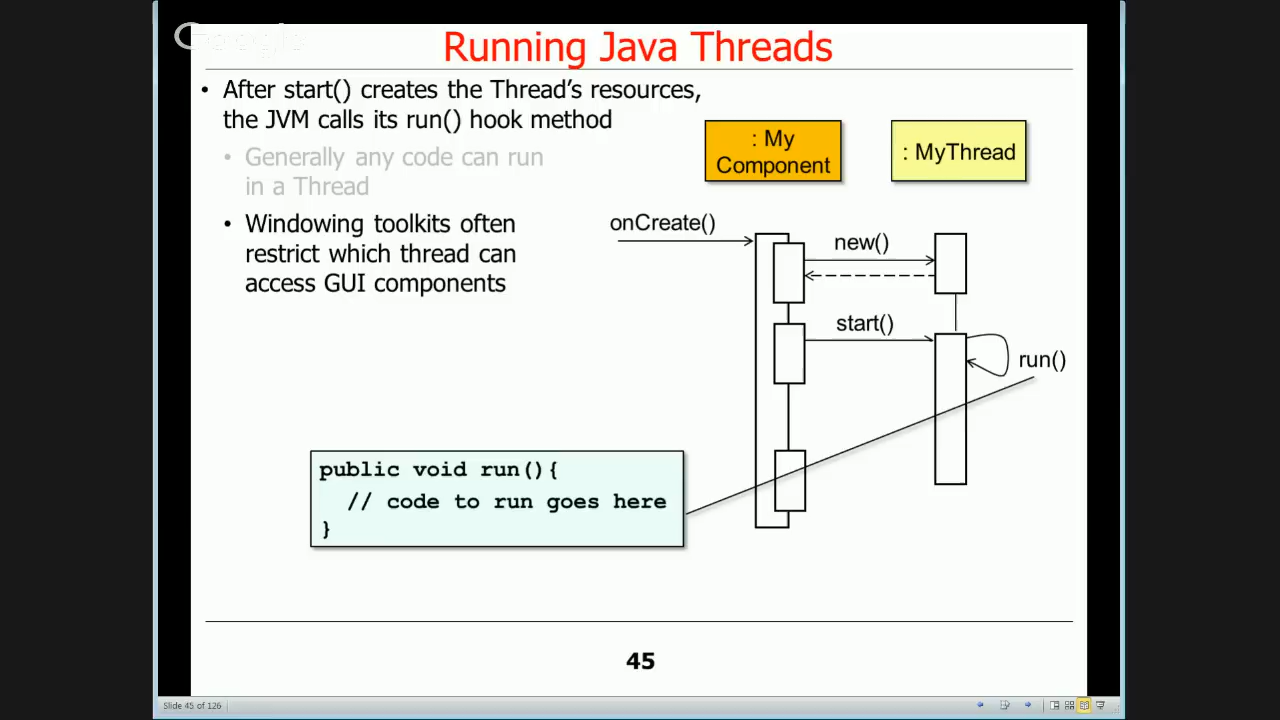 Google
Running Java Threads
• After start() creates the Thread's resources,
the JVM calls its run() hook method
• Generally any code can run
in a Thread
• Windowing toolkits often
restrict which thread can
access GUI components
: My
Component
: MyThread
onCreate()
new()
start()
run()
public void run(){
// code to run goes here
}
45
Slide 45 of 126